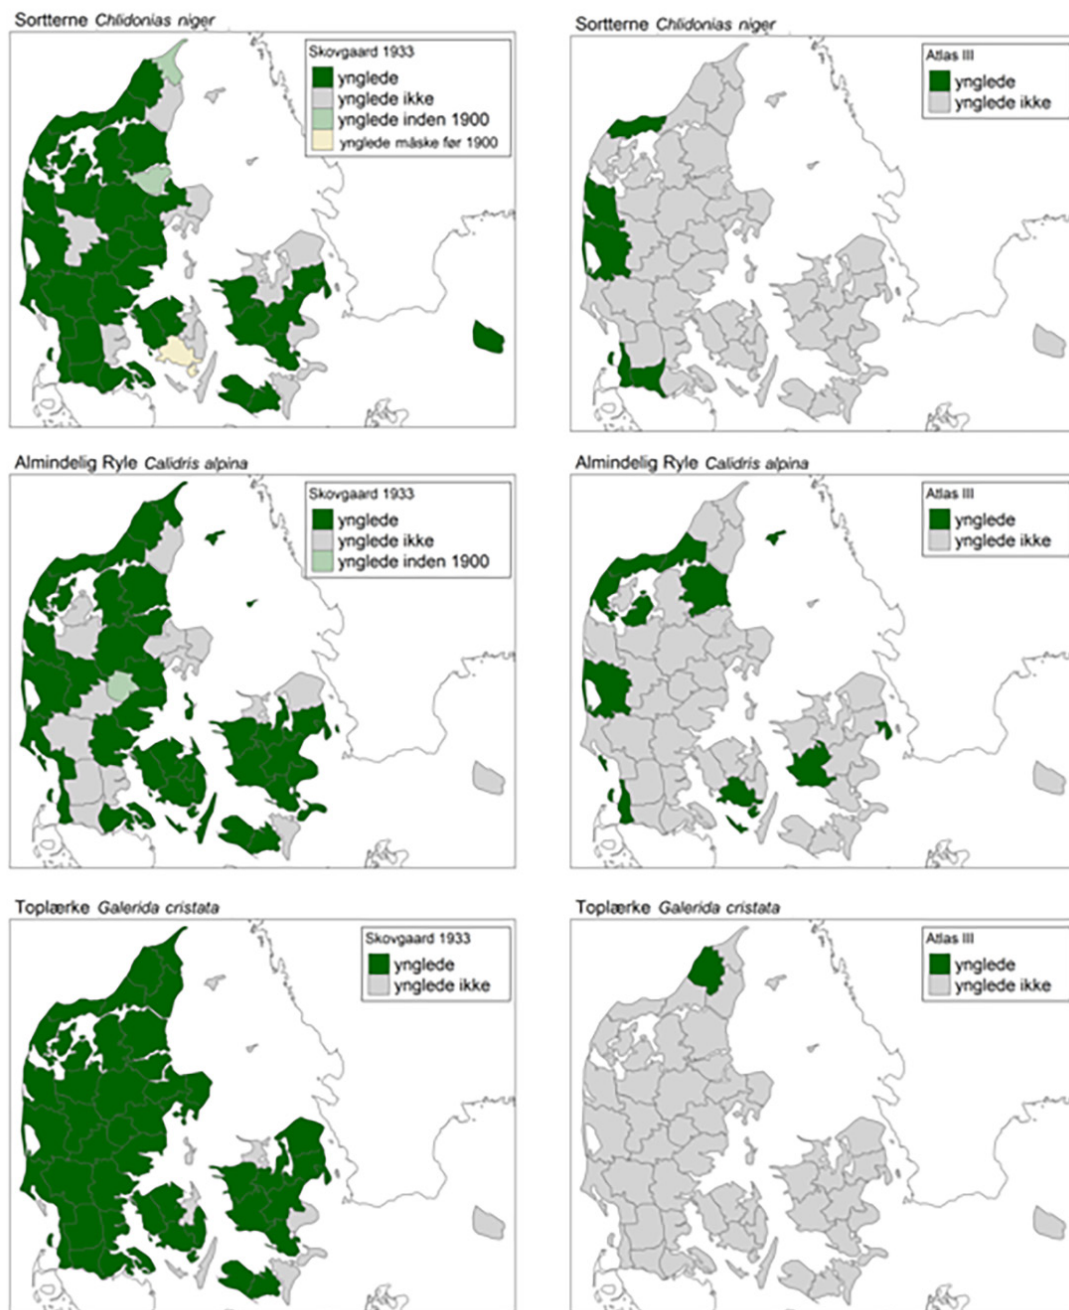 Sortterne Chlidonias niger
Skovgaard 1933
ynglede
ynglede ikke
ynglede inden 1900
ynglede måske før 1900
Sortterne Chlidonias niger
Atlas III
ynglede
ynglede ikke
Almindelig Ryle Calidris alpina
Skovgaard 1933
ynglede
ynglede ikke
ynglede inden 1900
Almindelig Ryle Calidris alpina
Atlas III
ynglede
ynglede ikke
Toplærke Galerida cristata
Skovgaard 1933
ynglede
ynglede ikke
Toplærke Galerida cristata
Atlas III
ynglede
ynglede ikke